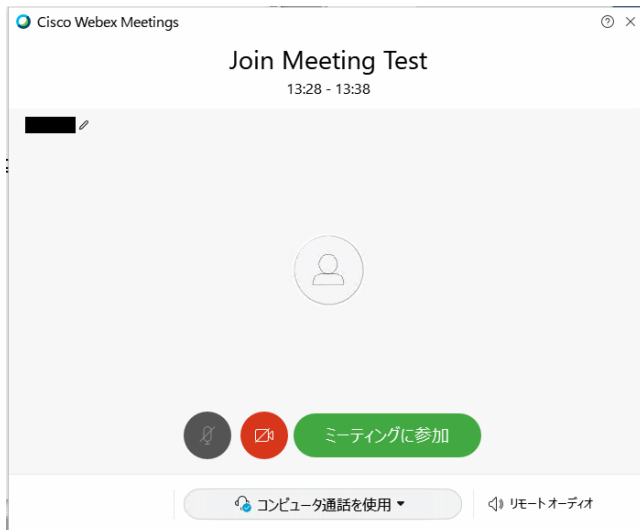 Cisco Webex Meetings
Join Meeting Test
13:28 - 13:38
ミーティングに参加
コンピュータ通話を使用
リモート オーディオ